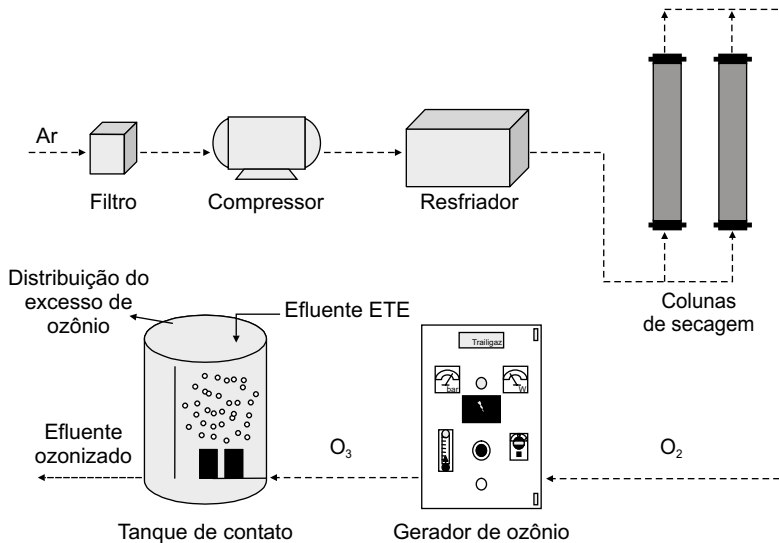 Ar
Filtro
Compressor
Resfriador
Colunas
de secagem
Distribuição do
excesso de
ozônio
Efluente ETE
Trailigaz
bar
W
Efluente
ozonizado
O₃
O₂
Tanque de contato
Gerador de ozônio